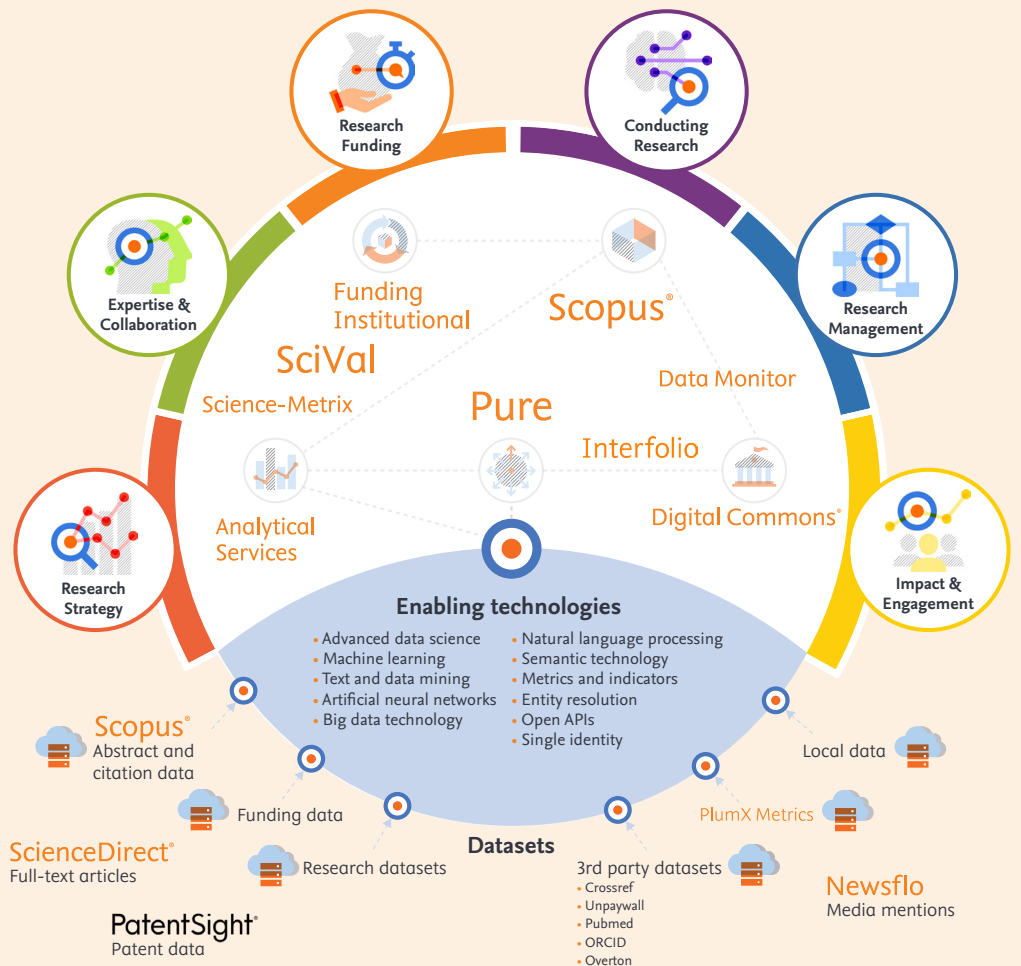 Research
Funding
Conducting
Research
Expertise &
Collaboration
Research
Management
Funding
Institutional
Scopus®
SciVal
Science-Metrix
Pure
Data Monitor
Interfolio
Analytical
Services
Digital Commons®
Research
Strategy
Impact &
Engagement
Enabling technologies
• Advanced data science
• Machine learning
• Text and data mining
• Artificial neural networks
• Big data technology
• Natural language processing
• Semantic technology
• Metrics and indicators
• Entity resolution
• Open APIs
• Single identity
Scopus®
Abstract and
citation data
Local data
Funding data
PlumX Metrics
Datasets
ScienceDirect®
Full-text articles
Research datasets
3rd party datasets
• Crossref
• Unpaywall
• Pubmed
• ORCID
• Overton
Newsflo
Media mentions
PatentSight®
Patent data